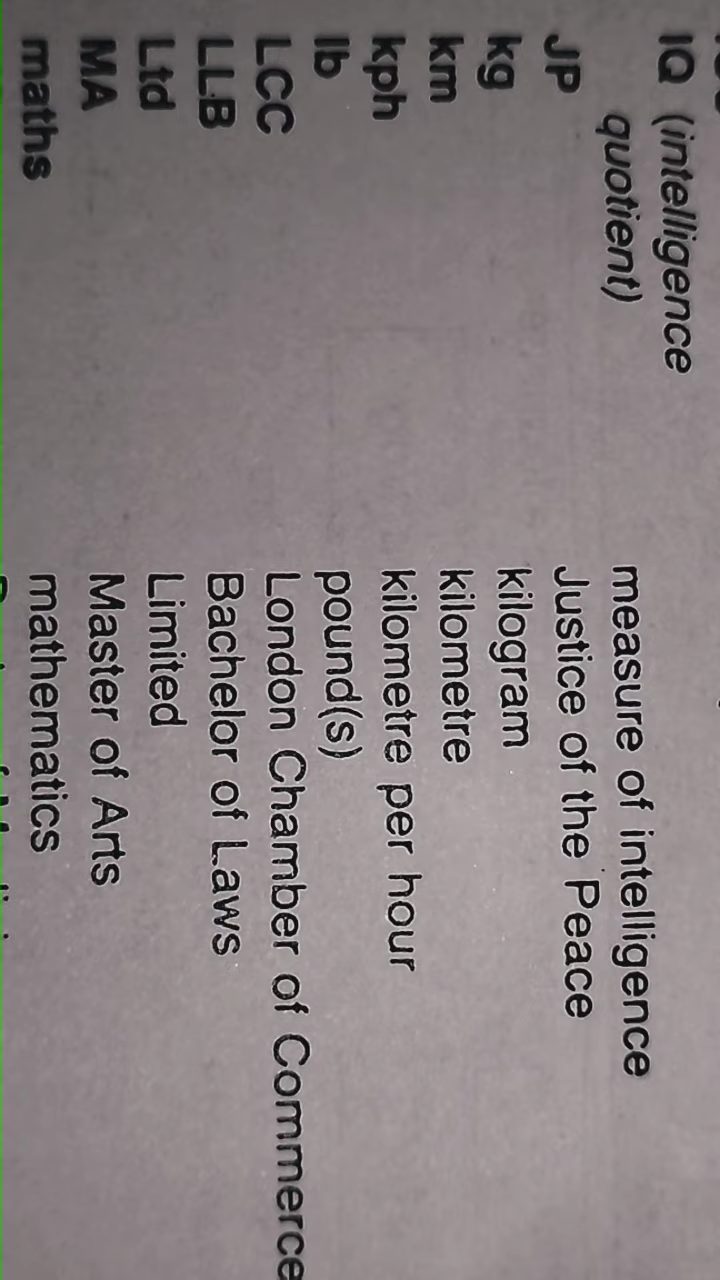 IQ (intelligence
quotient) measure of intelligence
JP Justice of the Peace
kg kilogram
km kilometre
kph kilometre per hour
lb pound(s)
LCC London Chamber of Commerce
LLB Bachelor of Laws
Ltd Limited
MA Master of Arts
maths mathematics